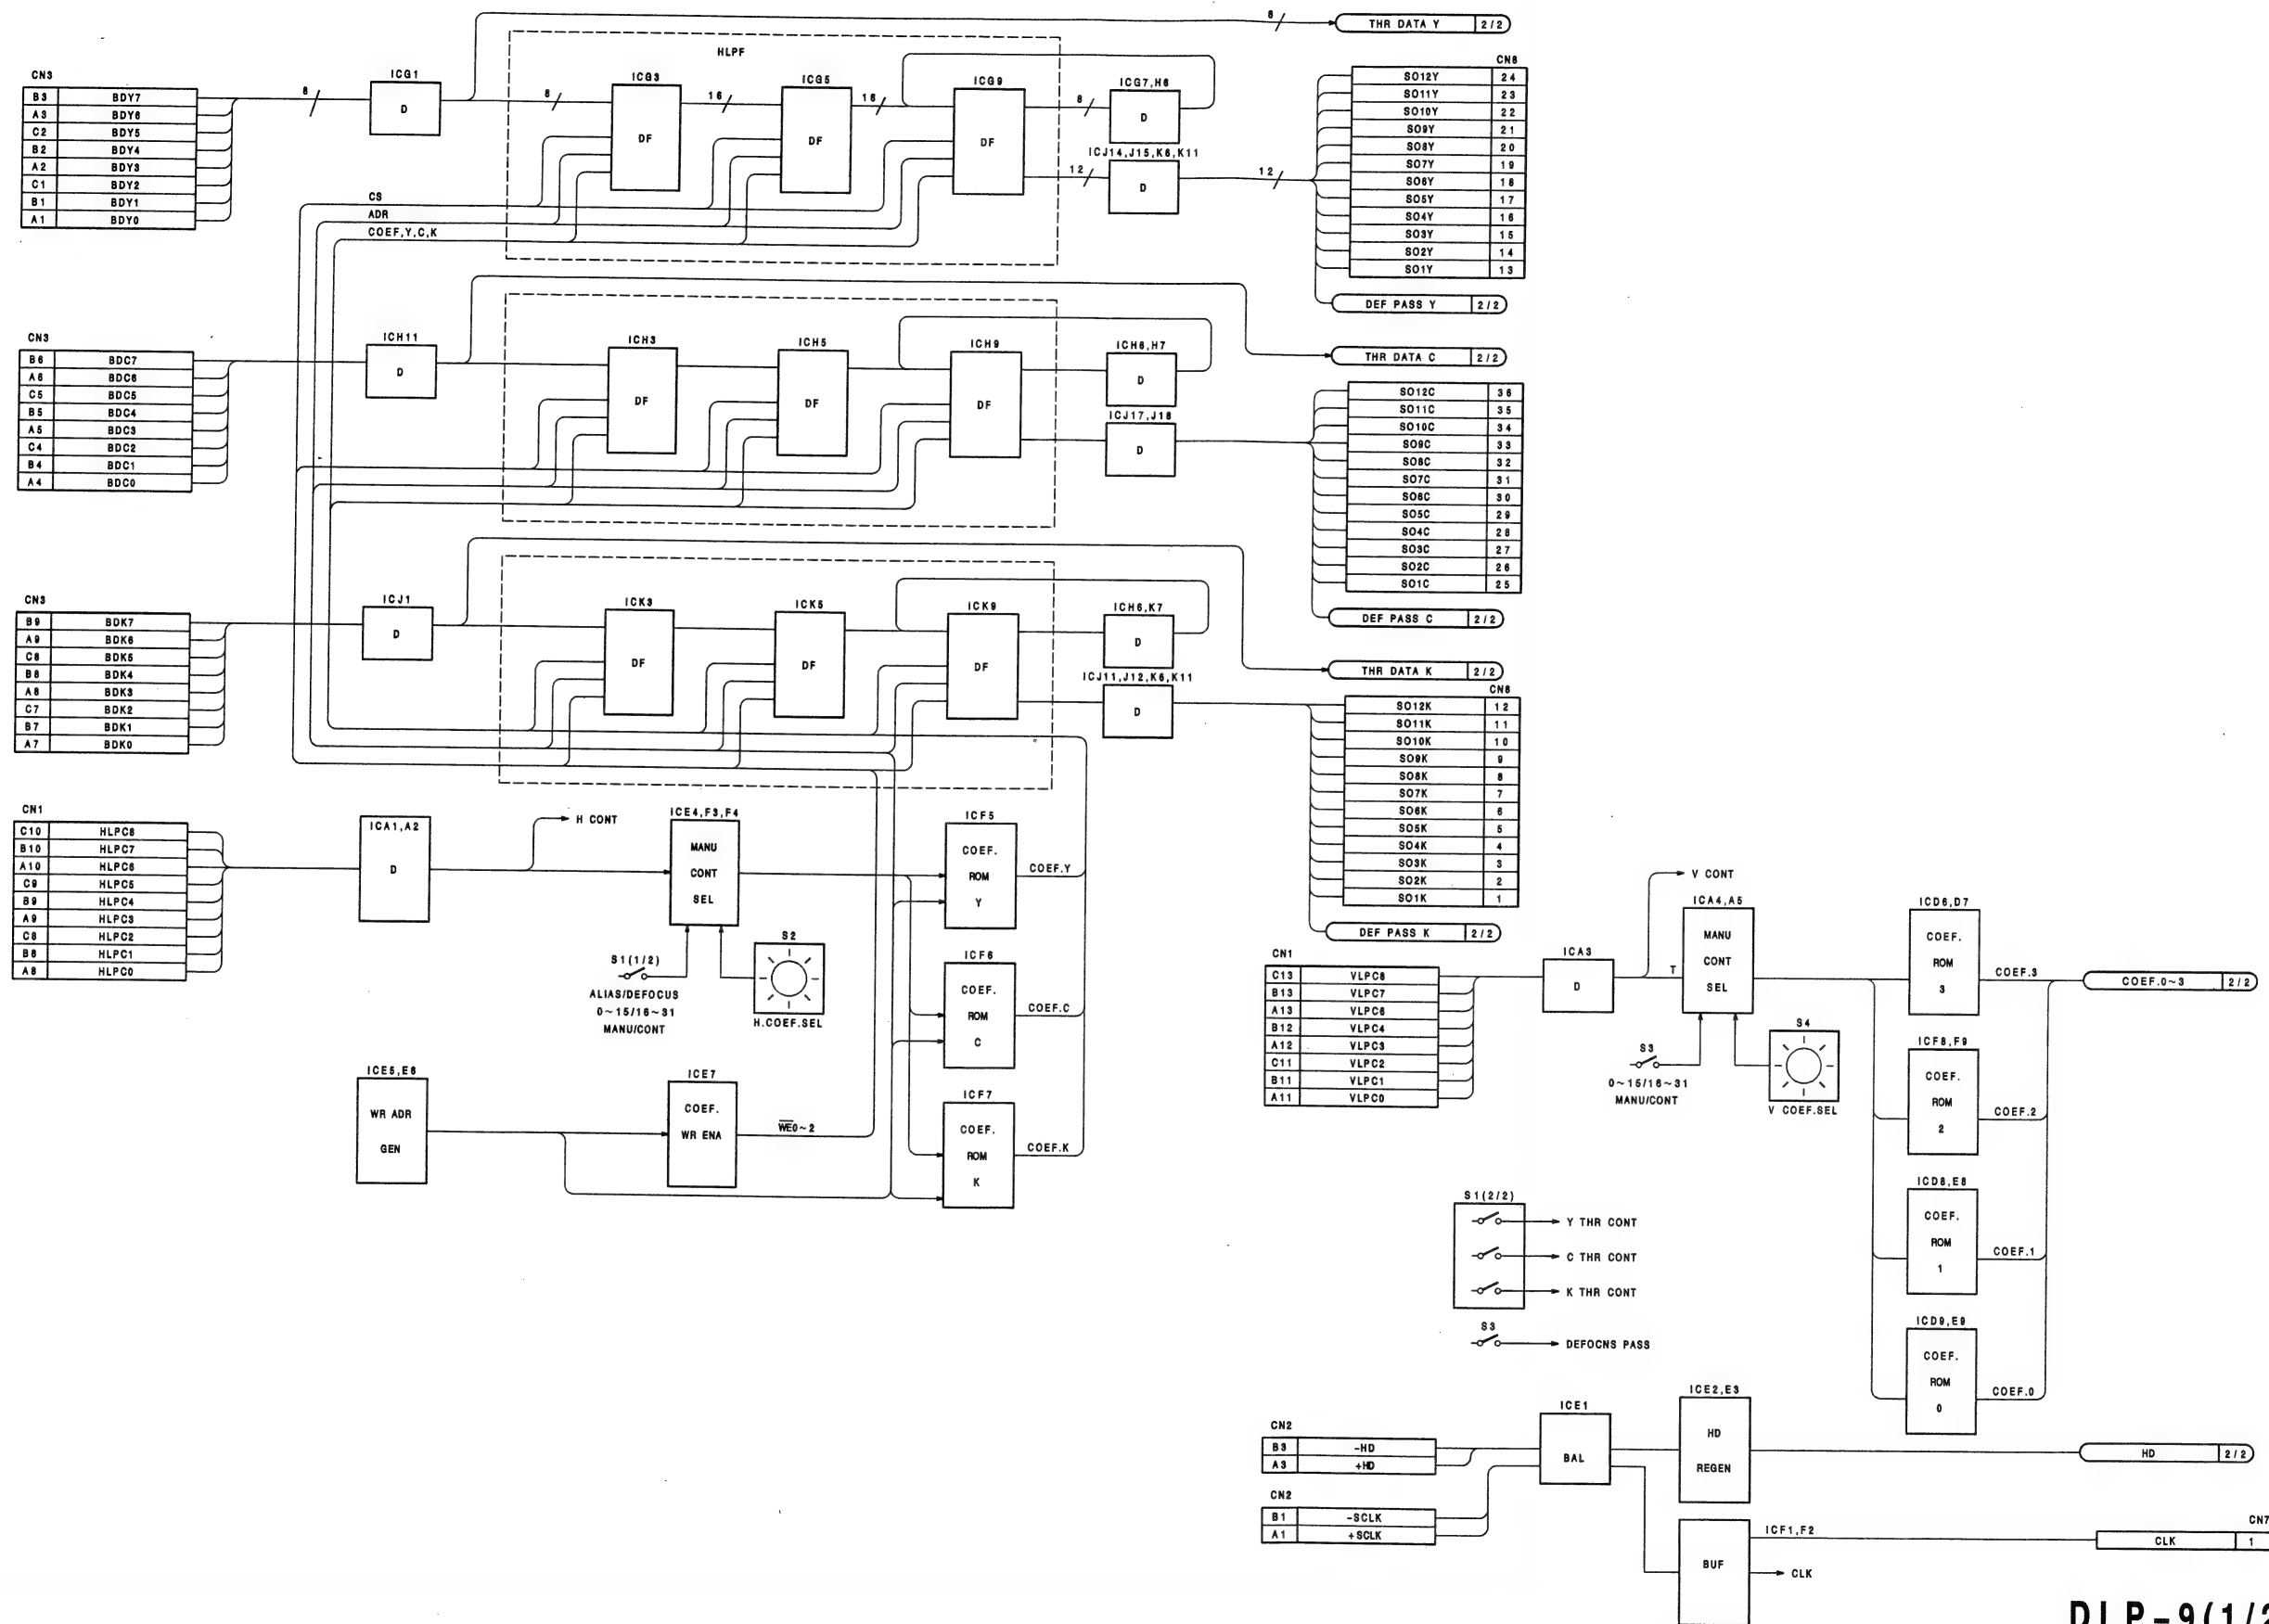 8
THR DATA Y 2/2
HLPF
CN3
B3 BDY7
A3 BDY6
C2 BDY5
B2 BDY4
A2 BDY3
C1 BDY2
B1 BDY1
A1 BDY0
8
ICG1
D
8
ICG3
DF
16
ICG5
DF
16
ICG9
DF
8
ICG7,H6
D
12
ICJ14,J15,K6,K11
D
12
CS
ADR
COEF,Y,C,K
CN8
SO12Y 24
SO11Y 23
SO10Y 22
SO9Y 21
SO8Y 20
SO7Y 19
SO6Y 18
SO5Y 17
SO4Y 16
SO3Y 15
SO2Y 14
SO1Y 13
DEF PASS Y 2/2
CN3
B6 BDC7
A6 BDC6
C5 BDC5
B5 BDC4
A5 BDC3
C4 BDC2
B4 BDC1
A4 BDC0
ICH11
D
ICH3
DF
ICH5
DF
ICH9
DF
ICH6,H7
D
ICJ17,J18
D
THR DATA C 2/2
SO12C 36
SO11C 35
SO10C 34
SO9C 33
SO8C 32
SO7C 31
SO6C 30
SO5C 29
SO4C 28
SO3C 27
SO2C 26
SO1C 25
DEF PASS C 2/2
CN3
B9 BDK7
A9 BDK6
C8 BDK5
B8 BDK4
A8 BDK3
C7 BDK2
B7 BDK1
A7 BDK0
ICJ1
D
ICK3
DF
ICK5
DF
ICK9
DF
ICH6,K7
D
ICJ11,J12,K6,K11
D
THR DATA K 2/2
CN8
SO12K 12
SO11K 11
SO10K 10
SO9K 9
SO8K 8
SO7K 7
SO6K 6
SO5K 5
SO4K 4
SO3K 3
SO2K 2
SO1K 1
DEF PASS K 2/2
CN1
C10 HLPC8
B10 HLPC7
A10 HLPC6
C9 HLPC5
B9 HLPC4
A9 HLPC3
C8 HLPC2
B8 HLPC1
A8 HLPC0
ICA1,A2
D
H CONT
ICE4,F3,F4
MANU
CONT
SEL
S1(1/2)
ALIAS/DEFOCUS
0~15/16~31
MANU/CONT
S2
H.COEF.SEL
ICF5
COEF.
ROM
Y
COEF.Y
ICF6
COEF.
ROM
C
COEF.C
ICF7
COEF.
ROM
K
COEF.K
ICE5,E6
WR ADR
GEN
ICE7
COEF.
WR ENA
WE0~2
CN1
C13 VLPC8
B13 VLPC7
A13 VLPC6
B12 VLPC4
A12 VLPC3
C11 VLPC2
B11 VLPC1
A11 VLPC0
ICA3
D
T
V CONT
ICA4,A5
MANU
CONT
SEL
S3
0~15/16~31
MANU/CONT
S4
V COEF.SEL
ICD6,D7
COEF.
ROM
3
COEF.3
COEF.0~3 2/2
ICF8,F9
COEF.
ROM
2
COEF.2
ICD8,E8
COEF.
ROM
1
COEF.1
ICD9,E9
COEF.
ROM
0
COEF.0
S1(2/2)
Y THR CONT
C THR CONT
K THR CONT
S3
DEFOCNS PASS
CN2
B3 -HD
A3 +HD
CN2
B1 -SCLK
A1 +SCLK
ICE1
BAL
ICE2,E3
HD
REGEN
HD 2/2
BUF
ICF1,F2
CLK
CN7
CLK 1
DLP-9(1/2